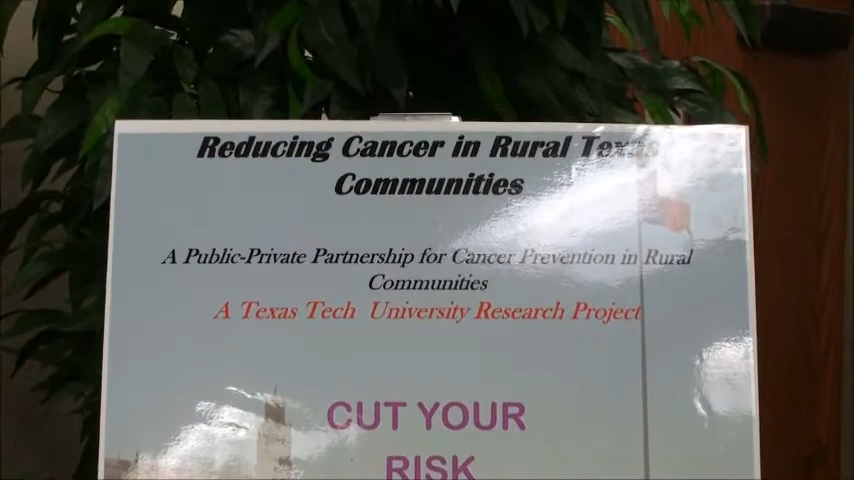 Reducing Cancer in Rural Texas
Communities
A Public-Private Partnership for Cancer Prevention in Rural
Communities
A Texas Tech University Research Project
CUT YOUR
RISK